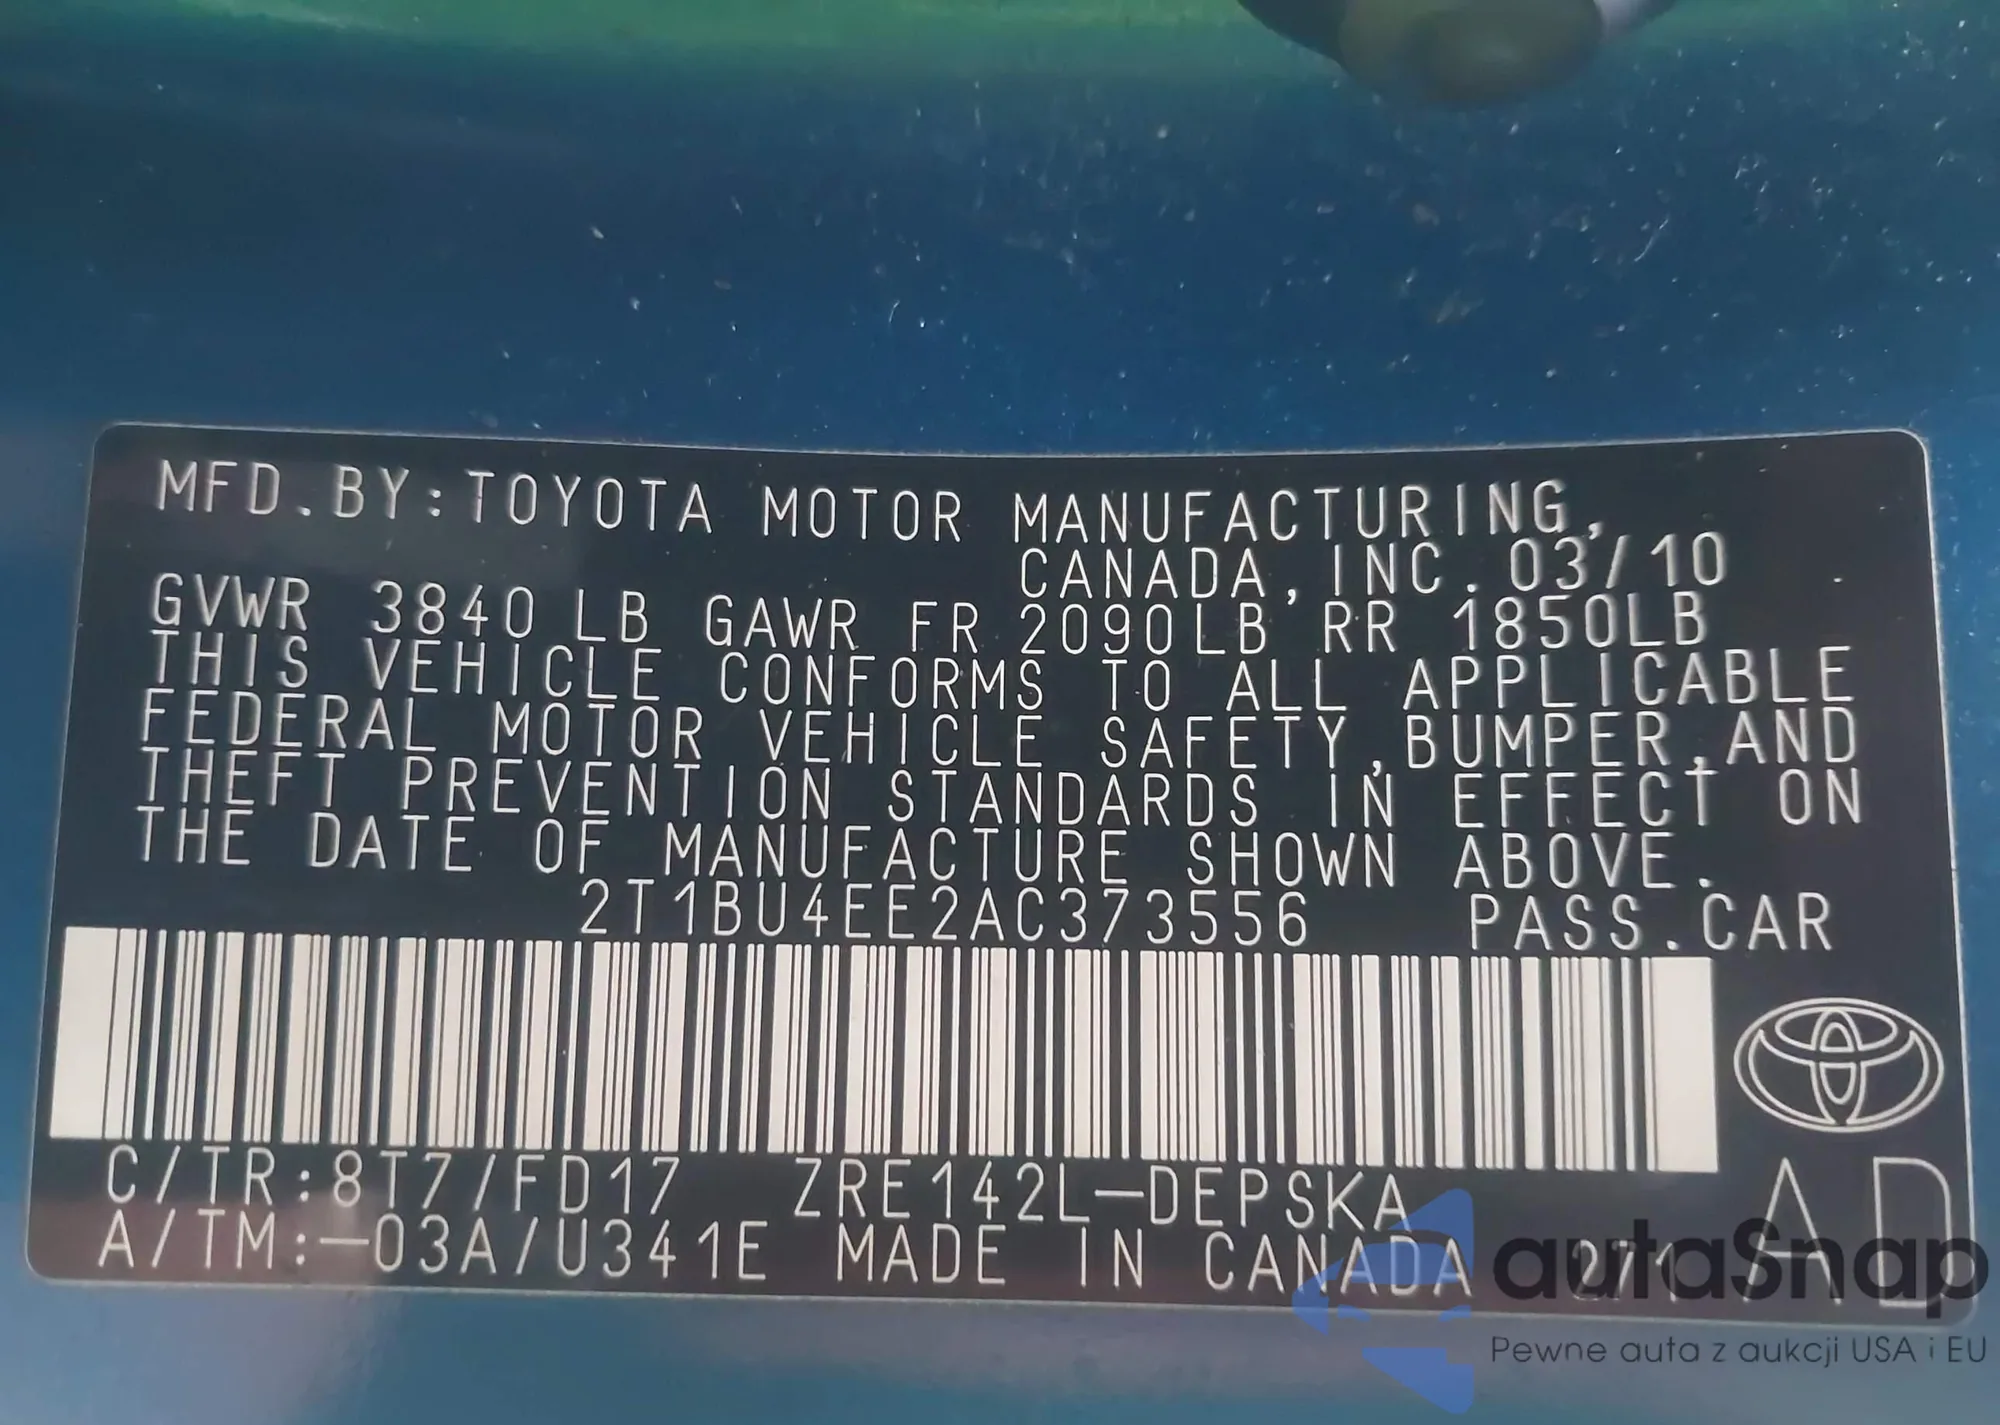 MFD.BY:TOYOTA MOTOR MANUFACTURING,
CANADA,INC. 03/10
GVWR 3840 LB GAWR FR 2090LB RR 1850LB
THIS VEHICLE CONFORMS TO ALL APPLICABLE
FEDERAL MOTOR VEHICLE SAFETY,BUMPER,AND
THEFT PREVENTION STANDARDS IN EFFECT ON
THE DATE OF MANUFACTURE SHOWN ABOVE.
2T1BU4EE2AC373556 PASS.CAR
C/TR:8T7/FD17 ZRE142L-DEPSKA
A/TM:-03A/U341E MADE IN CANADA 271 AD
autoSnap
Pewne auta z aukcji USA i EU